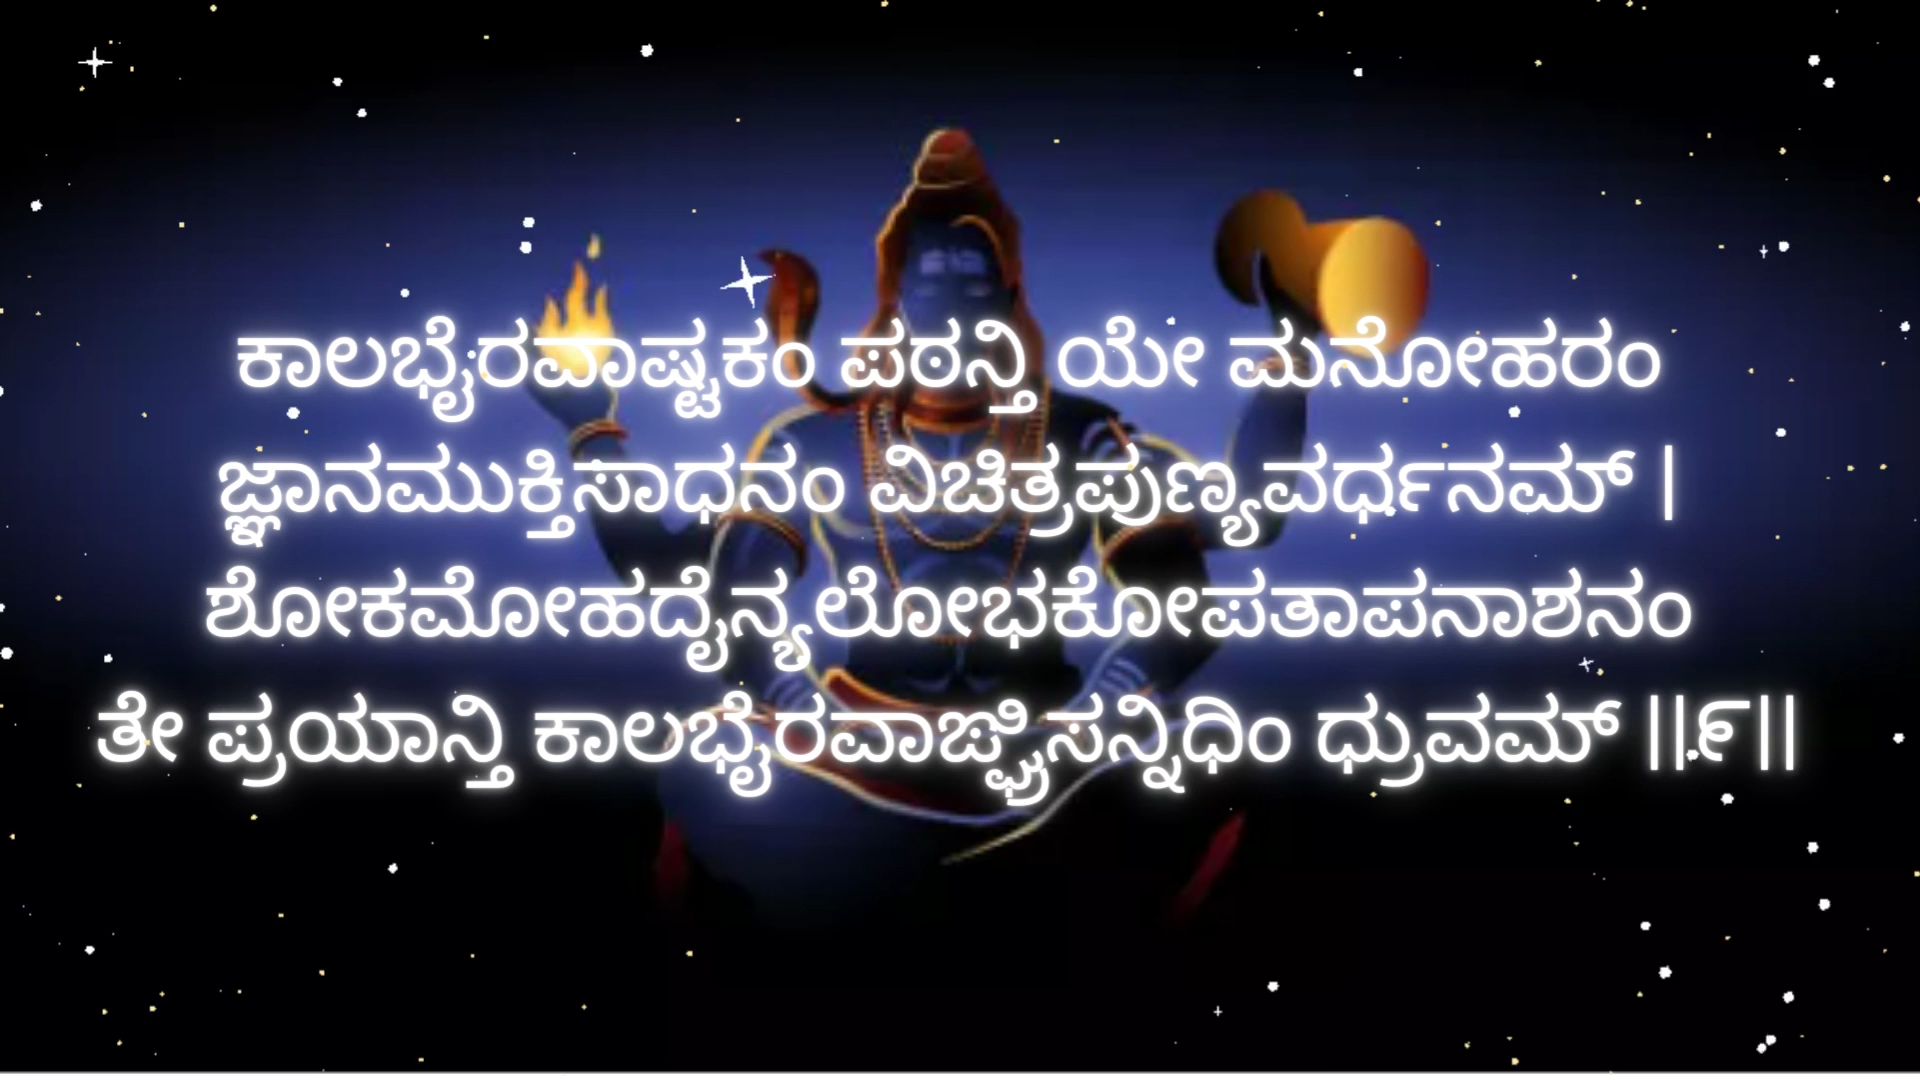 ಕಾಲಭೈರವಾಷ್ಟಕಂ ಪಠನ್ತಿ ಯೇ ಮನೋಹರಂ
ಜ್ಞಾನಮುಕ್ತಿಸಾಧನಂ ವಿಚಿತ್ರಪುಣ್ಯವರ್ಧನಮ್ |
ಶೋಕಮೋಹದೈನ್ಯಲೋಭಕೋಪತಾಪನಾಶನಂ
ತೇ ಪ್ರಯಾನ್ತಿ ಕಾಲಭೈರವಾಙ್ಘ್ರಿಸನ್ನಿಧಿಂ ಧ್ರುವಮ್ ||೯||